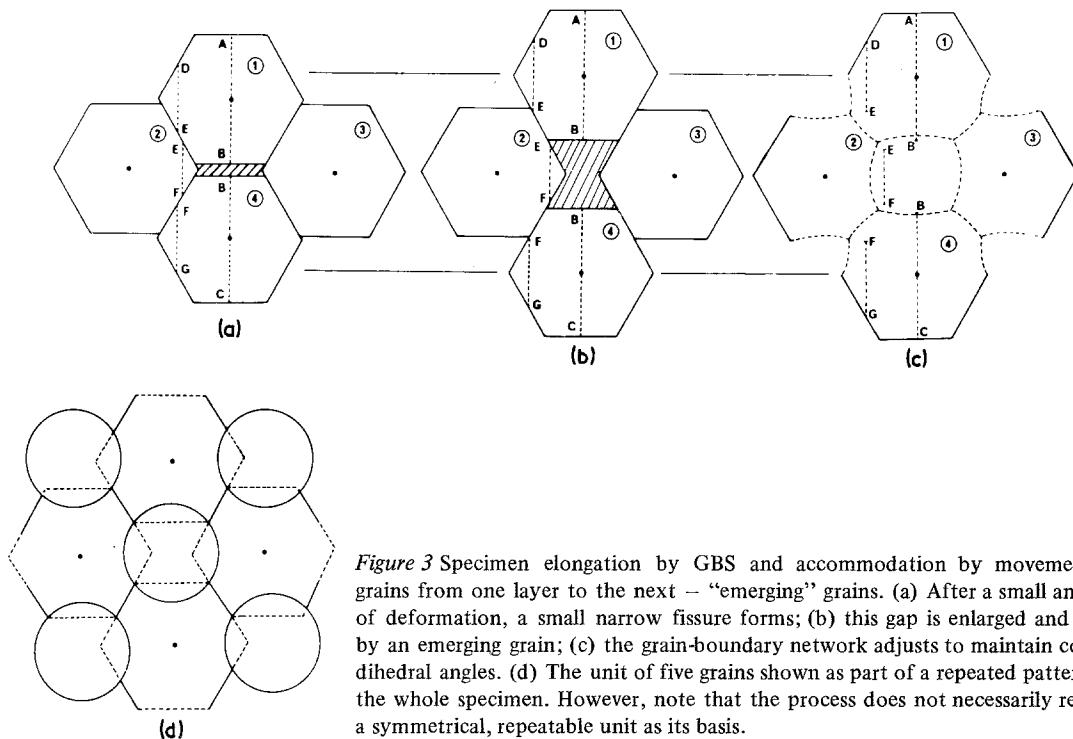 A
D
①
E
②
③
E
B
B
F
④
F
G
C
(a)
A
D
①
E
②
③
B
E
F
B
④
F
G
C
(b)
A
D
①
E
②
③
E
B
F
B
④
F
G
C
(c)
(d)
Figure 3 Specimen elongation by GBS and accommodation by moveme
grains from one layer to the next – “emerging” grains. (a) After a small an
of deformation, a small narrow fissure forms; (b) this gap is enlarged and
by an emerging grain; (c) the grain-boundary network adjusts to maintain co
dihedral angles. (d) The unit of five grains shown as part of a repeated patte
the whole specimen. However, note that the process does not necessarily re
a symmetrical, repeatable unit as its basis.